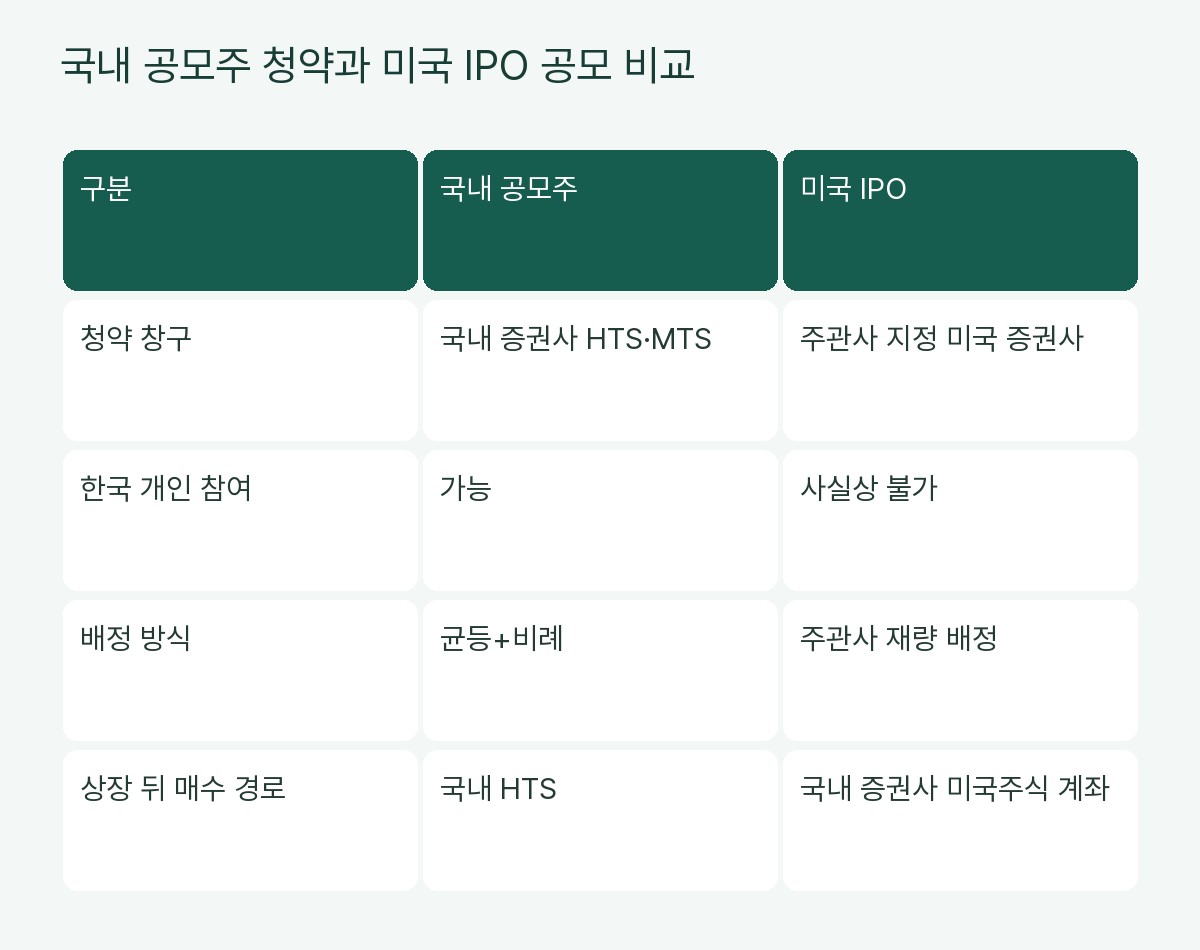 국내 공모주 청약과 미국 IPO 공모 비교
구분 국내 공모주 미국 IPO
청약 창구 국내 증권사 HTS·MTS 주관사 지정 미국 증권사
한국 개인 참여 가능 사실상 불가
배정 방식 균등+비례 주관사 재량 배정
상장 뒤 매수 경로 국내 HTS 국내 증권사 미국주식 계좌